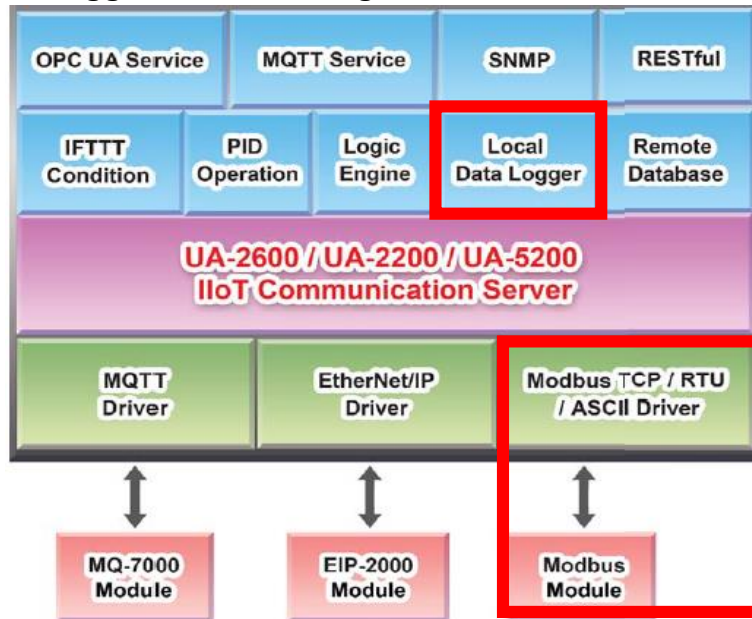 OPC UA Service
MQTT Service
SNMP
RESTful
IFTTT
Condition
PID
Operation
Logic
Engine
Local
Data Logger
Remote
Database
UA-2600 / UA-2200 / UA-5200
IIoT Communication Server
MQTT
Driver
EtherNet/IP
Driver
Modbus TCP / RTU
/ ASCII Driver
MQ-7000
Module
EIP-2000
Module
Modbus
Module